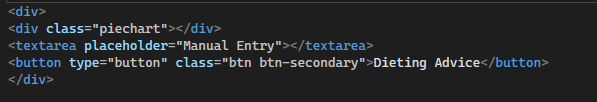 <div>
<div class="piechart"></div>
<textarea placeholder="Manual Entry"></textarea>
<button type="button" class="btn btn-secondary">Dieting Advice</button>
</div>